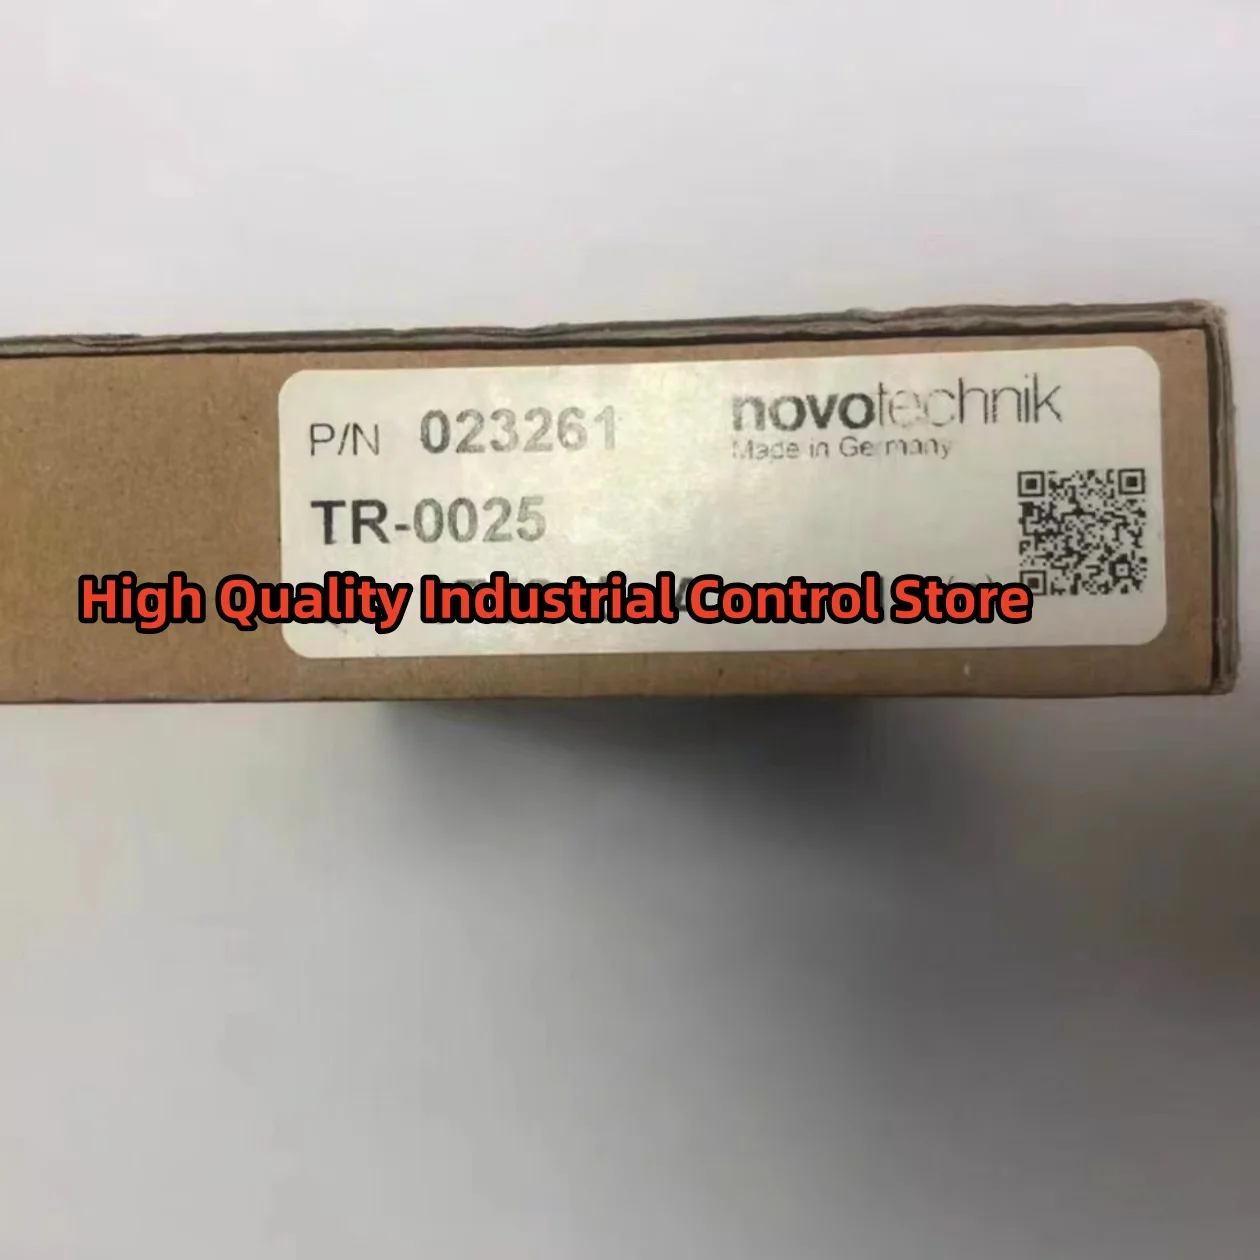 P/N 023261
novotechnik
Made in Germany
TR-0025
High Quality Industrial Control Store